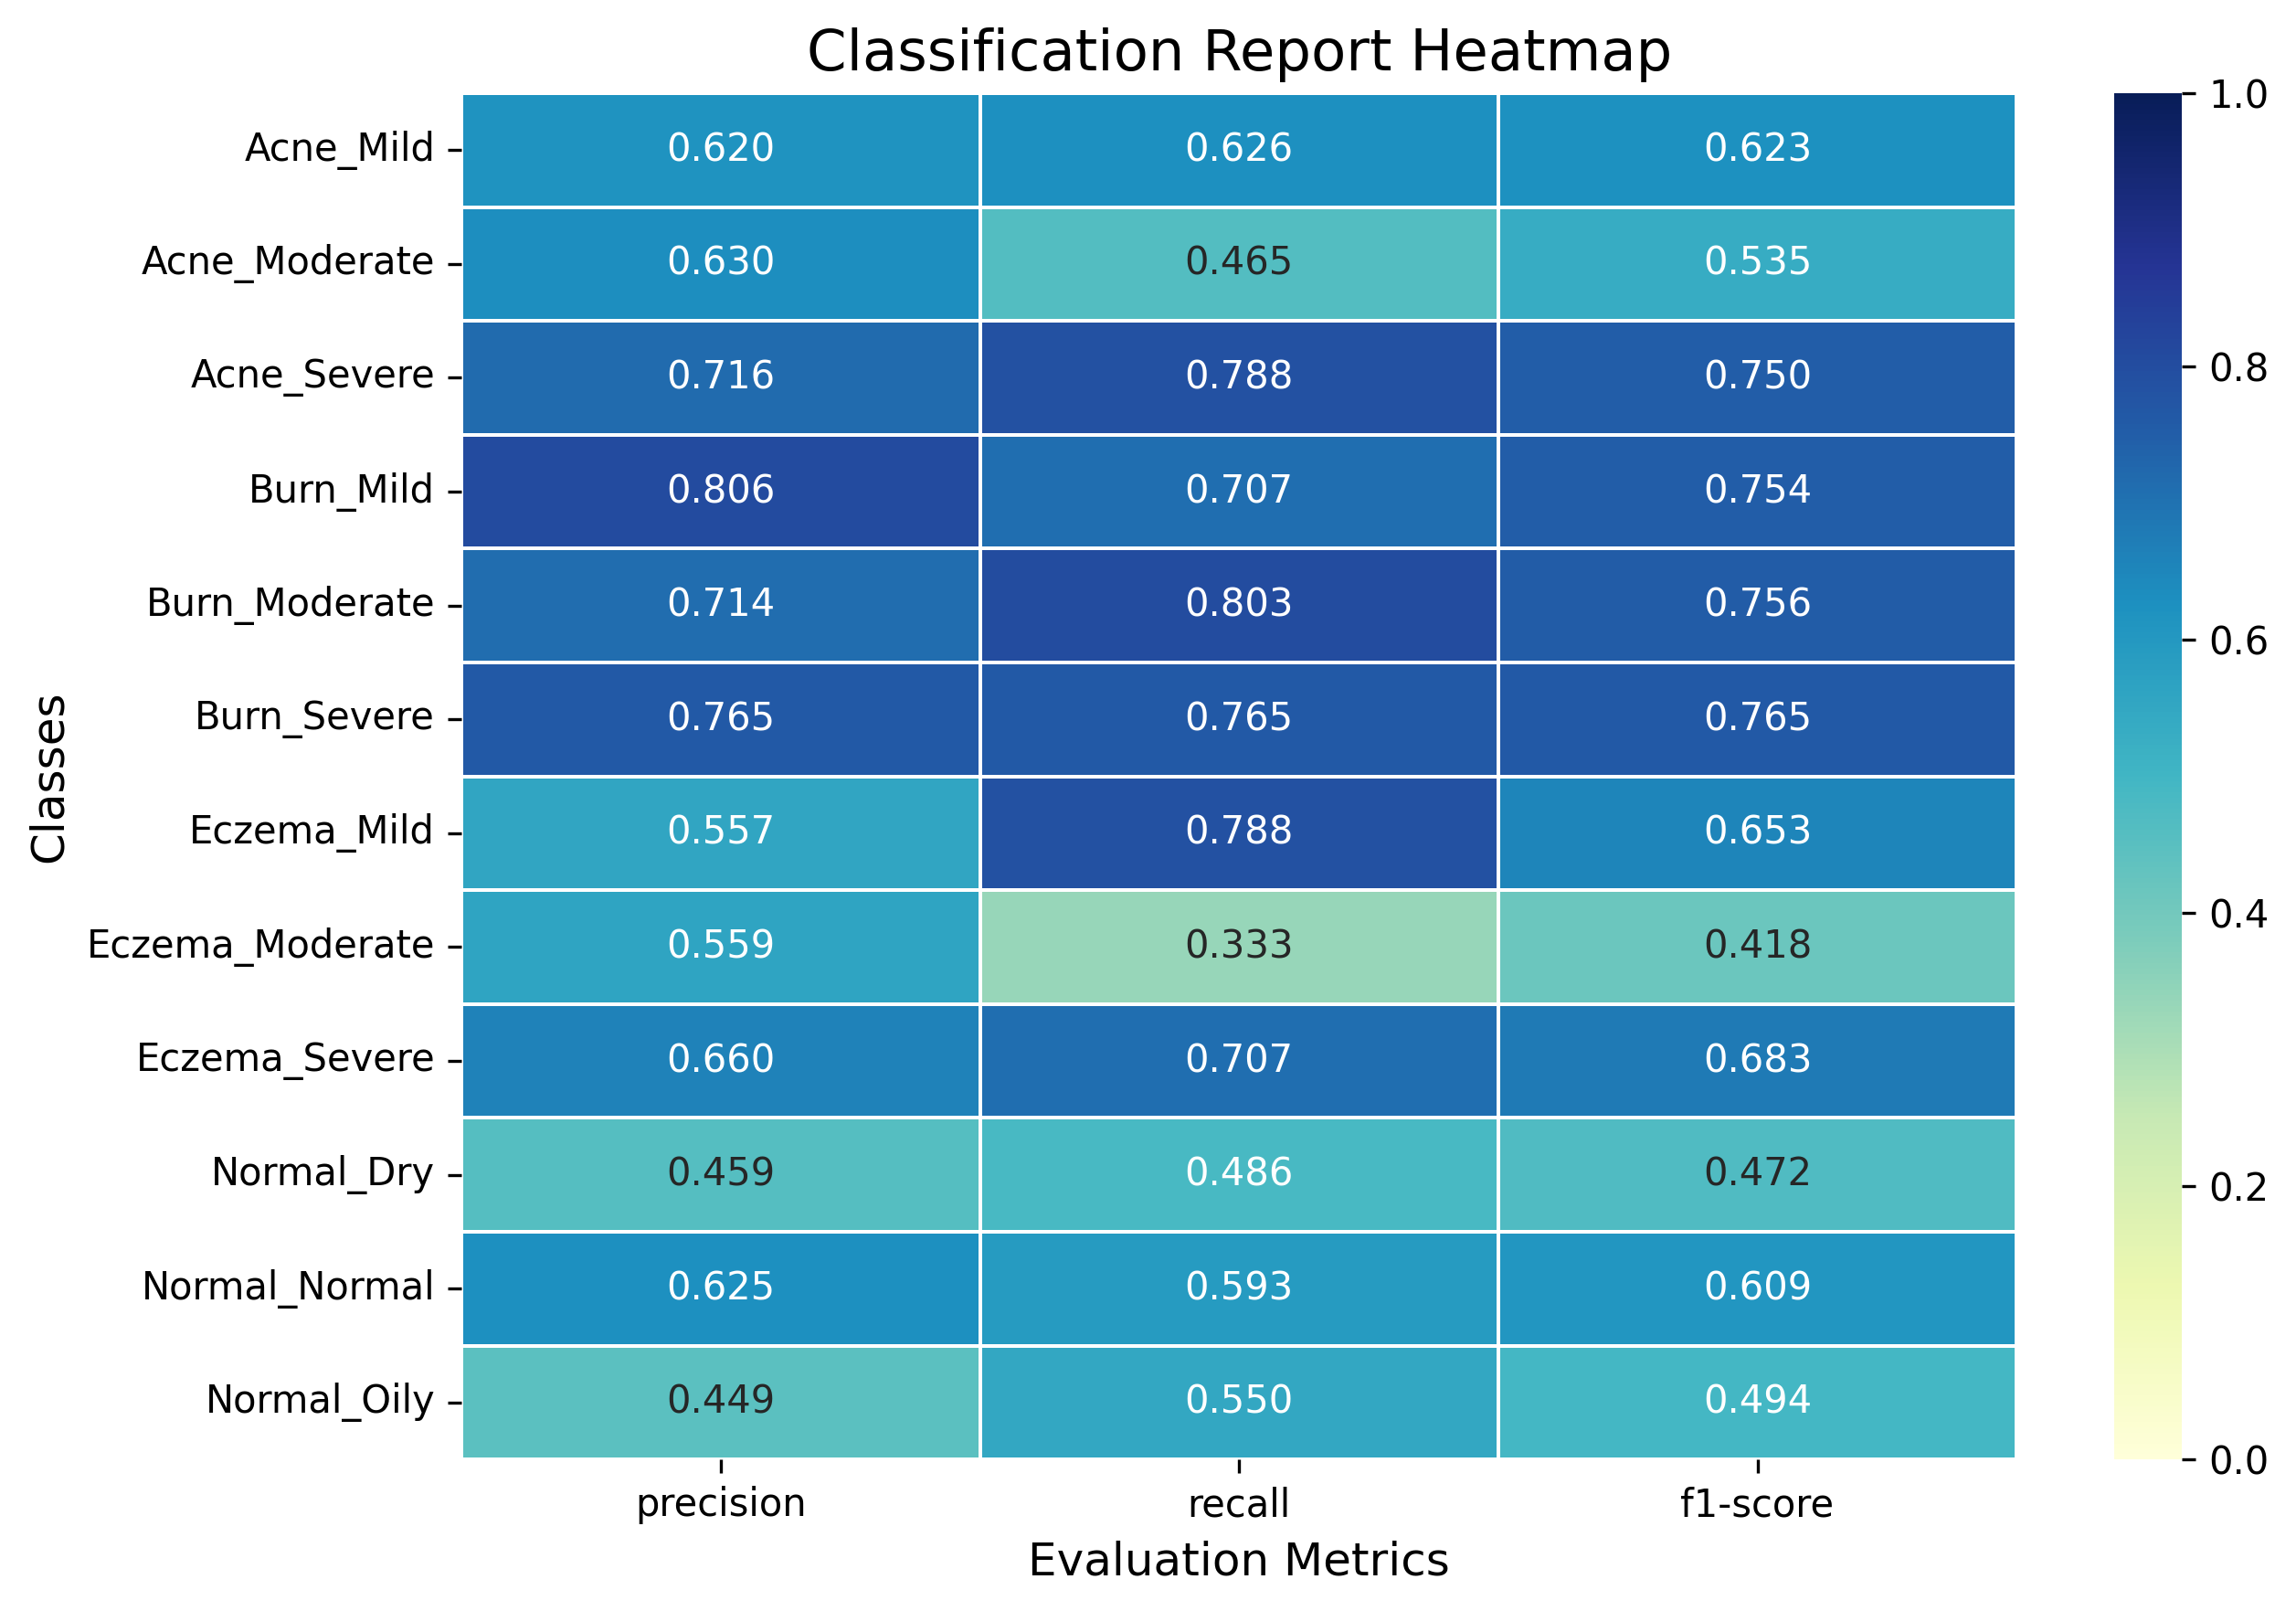 Classification Report Heatmap
Classes
Acne_Mild 0.620 0.626 0.623
Acne_Moderate 0.630 0.465 0.535
Acne_Severe 0.716 0.788 0.750
Burn_Mild 0.806 0.707 0.754
Burn_Moderate 0.714 0.803 0.756
Burn_Severe 0.765 0.765 0.765
Eczema_Mild 0.557 0.788 0.653
Eczema_Moderate 0.559 0.333 0.418
Eczema_Severe 0.660 0.707 0.683
Normal_Dry 0.459 0.486 0.472
Normal_Normal 0.625 0.593 0.609
Normal_Oily 0.449 0.550 0.494
precision recall f1-score
Evaluation Metrics
1.0
0.8
0.6
0.4
0.2
0.0